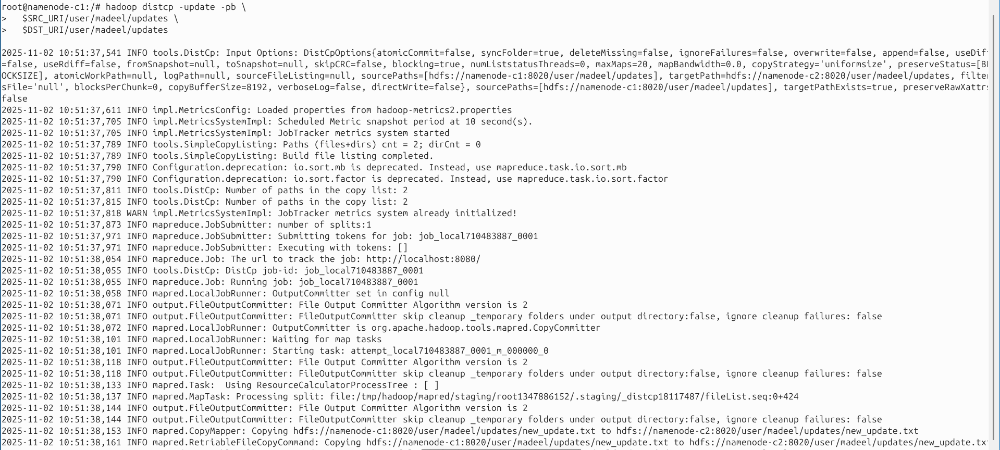 root@namenode-c1:/# hadoop distcp -update -pb \
>   $SRC_URI/user/madeel/updates \
>   $DST_URI/user/madeel/updates
2025-11-02 10:51:37,541 INFO tools.DistCp: Input Options: DistCpOptions{atomicCommit=false, syncFolder=true, deleteMissing=false, ignoreFailures=false, overwrite=false, append=false, useDiff
=false, useRdiff=false, fromSnapshot=null, toSnapshot=null, skipCRC=false, blocking=true, numListstatusThreads=0, maxMaps=20, mapBandwidth=0.0, copyStrategy='uniformsize', preserveStatus=[BL
OCKSIZE], atomicWorkPath=null, logPath=null, sourceFileListing=null, sourcePaths=[hdfs://namenode-c1:8020/user/madeel/updates], targetPath=hdfs://namenode-c2:8020/user/madeel/updates, filter
sFile='null', blocksPerChunk=0, copyBufferSize=8192, verboseLog=false, directWrite=false}, sourcePaths=[hdfs://namenode-c1:8020/user/madeel/updates], targetPathExists=true, preserveRawXattrs
false
2025-11-02 10:51:37,611 INFO impl.MetricsConfig: Loaded properties from hadoop-metrics2.properties
2025-11-02 10:51:37,705 INFO impl.MetricsSystemImpl: Scheduled Metric snapshot period at 10 second(s).
2025-11-02 10:51:37,705 INFO impl.MetricsSystemImpl: JobTracker metrics system started
2025-11-02 10:51:37,789 INFO tools.SimpleCopyListing: Paths (files+dirs) cnt = 2; dirCnt = 0
2025-11-02 10:51:37,789 INFO tools.SimpleCopyListing: Build file listing completed.
2025-11-02 10:51:37,790 INFO Configuration.deprecation: io.sort.mb is deprecated. Instead, use mapreduce.task.io.sort.mb
2025-11-02 10:51:37,790 INFO Configuration.deprecation: io.sort.factor is deprecated. Instead, use mapreduce.task.io.sort.factor
2025-11-02 10:51:37,811 INFO tools.DistCp: Number of paths in the copy list: 2
2025-11-02 10:51:37,815 INFO tools.DistCp: Number of paths in the copy list: 2
2025-11-02 10:51:37,818 WARN impl.MetricsSystemImpl: JobTracker metrics system already initialized!
2025-11-02 10:51:37,873 INFO mapreduce.JobSubmitter: number of splits:1
2025-11-02 10:51:37,971 INFO mapreduce.JobSubmitter: Submitting tokens for job: job_local710483887_0001
2025-11-02 10:51:37,971 INFO mapreduce.JobSubmitter: Executing with tokens: []
2025-11-02 10:51:38,054 INFO mapreduce.Job: The url to track the job: http://localhost:8080/
2025-11-02 10:51:38,055 INFO tools.DistCp: DistCp job-id: job_local710483887_0001
2025-11-02 10:51:38,055 INFO mapreduce.Job: Running job: job_local710483887_0001
2025-11-02 10:51:38,058 INFO mapred.LocalJobRunner: OutputCommitter set in config null
2025-11-02 10:51:38,071 INFO output.FileOutputCommitter: File Output Committer Algorithm version is 2
2025-11-02 10:51:38,071 INFO output.FileOutputCommitter: FileOutputCommitter skip cleanup _temporary folders under output directory:false, ignore cleanup failures: false
2025-11-02 10:51:38,072 INFO mapred.LocalJobRunner: OutputCommitter is org.apache.hadoop.tools.mapred.CopyCommitter
2025-11-02 10:51:38,101 INFO mapred.LocalJobRunner: Waiting for map tasks
2025-11-02 10:51:38,101 INFO mapred.LocalJobRunner: Starting task: attempt_local710483887_0001_m_000000_0
2025-11-02 10:51:38,118 INFO output.FileOutputCommitter: File Output Committer Algorithm version is 2
2025-11-02 10:51:38,118 INFO output.FileOutputCommitter: FileOutputCommitter skip cleanup _temporary folders under output directory:false, ignore cleanup failures: false
2025-11-02 10:51:38,133 INFO mapred.Task:  Using ResourceCalculatorProcessTree : [ ]
2025-11-02 10:51:38,137 INFO mapred.MapTask: Processing split: file:/tmp/hadoop/mapred/staging/root1347886152/.staging/_distcp18117487/fileList.seq:0+424
2025-11-02 10:51:38,144 INFO output.FileOutputCommitter: File Output Committer Algorithm version is 2
2025-11-02 10:51:38,144 INFO output.FileOutputCommitter: FileOutputCommitter skip cleanup _temporary folders under output directory:false, ignore cleanup failures: false
2025-11-02 10:51:38,153 INFO mapred.CopyMapper: Copying hdfs://namenode-c1:8020/user/madeel/updates/new_update.txt to hdfs://namenode-c2:8020/user/madeel/updates/new_update.txt
2025-11-02 10:51:38,161 INFO mapred.RetriableFileCopyCommand: Copying hdfs://namenode-c1:8020/user/madeel/updates/new_update.txt to hdfs://namenode-c2:8020/user/madeel/updates/new_update.txt